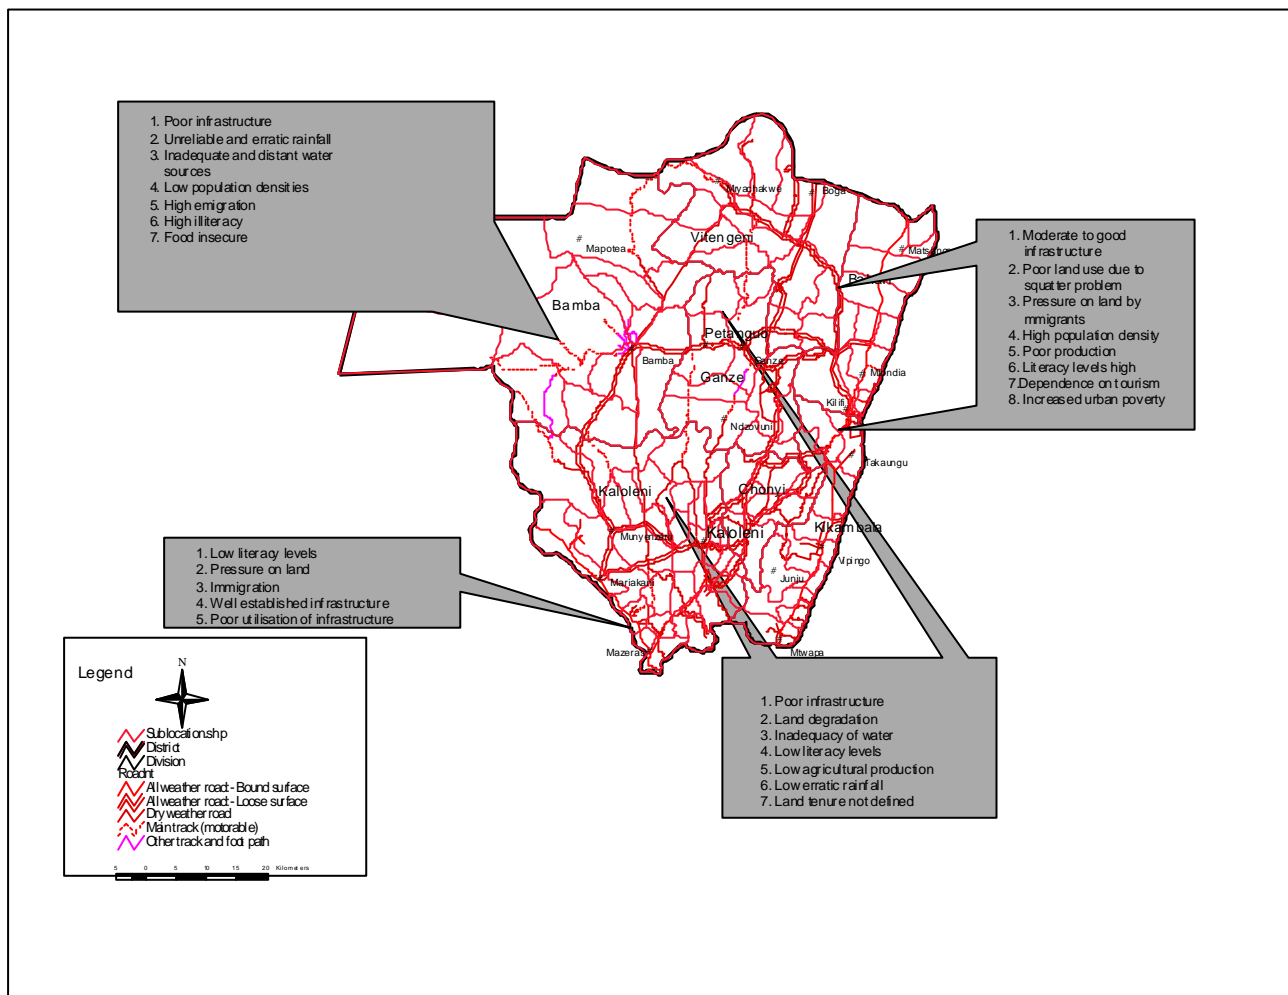 1. Poor infrastructure
2. Unreliable and erratic rainfall
3. Inadequate and distant water
sources
4. Low population densities
5. High emigration
6. High illiteracy
7. Food insecure
1. Moderate to good
infrastructure
2. Poor land use due to
squatter problem
3. Pressure on land by
mmigrants
4. High population density
5. Poor production
6. Literacy levels high
7. Dependence on tourism
8. Increased urban poverty
Mryachakwe
Boga
Vitengeni
Mapotea
Bamba
Petanguo
Bamba
Ganze
Ganze
Kilifi
Ndzovuni
Takaungu
Kaloleni
Chonyi
Kaloleni
Kikambala
Munyenzeni
Vipingo
Mariakani
Junju
Mazeras
Mtwapa
1. Low literacy levels
2. Pressure on land
3. Immigration
4. Well established infrastructure
5. Poor utilisation of infrastructure
1. Poor infrastructure
2. Land degradation
3. Inadequacy of water
4. Low literacy levels
5. Low agricultural production
6. Low erratic rainfall
7. Land tenure not defined
Legend
N
Sublocation.shp
District
Division
Roadnt
All weather road:- Bound surface
All weather road:- Loose surface
Dry weather road
Main track (motorable)
Other track and foot path
5 0 5 10 15 20 Kilometers